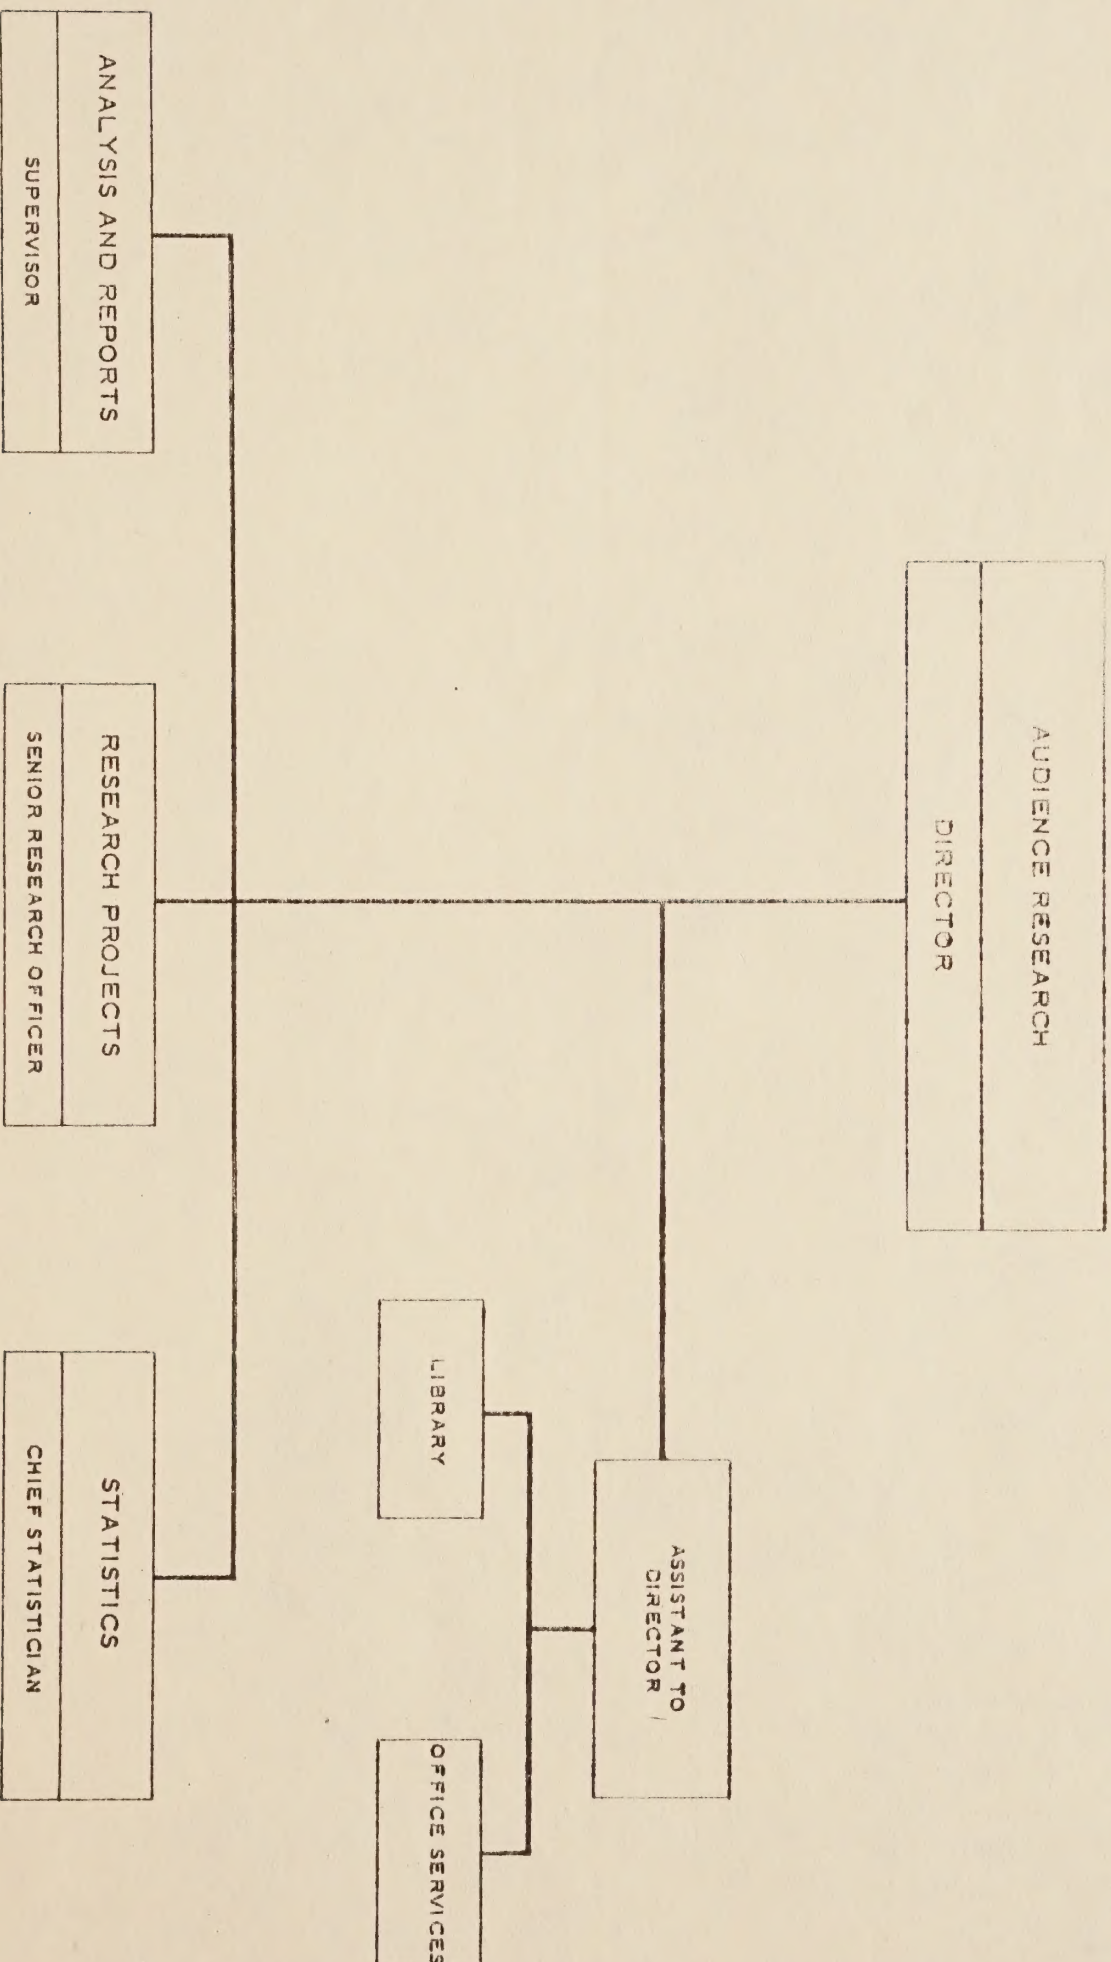 AUDIENCE RESEARCH
DIRECTOR
ASSISTANT TO
DIRECTOR
LIBRARY
OFFICE SERVICES
ANALYSIS AND REPORTS
SUPERVISOR
RESEARCH PROJECTS
SENIOR RESEARCH OFFICER
STATISTICS
CHIEF STATISTICIAN